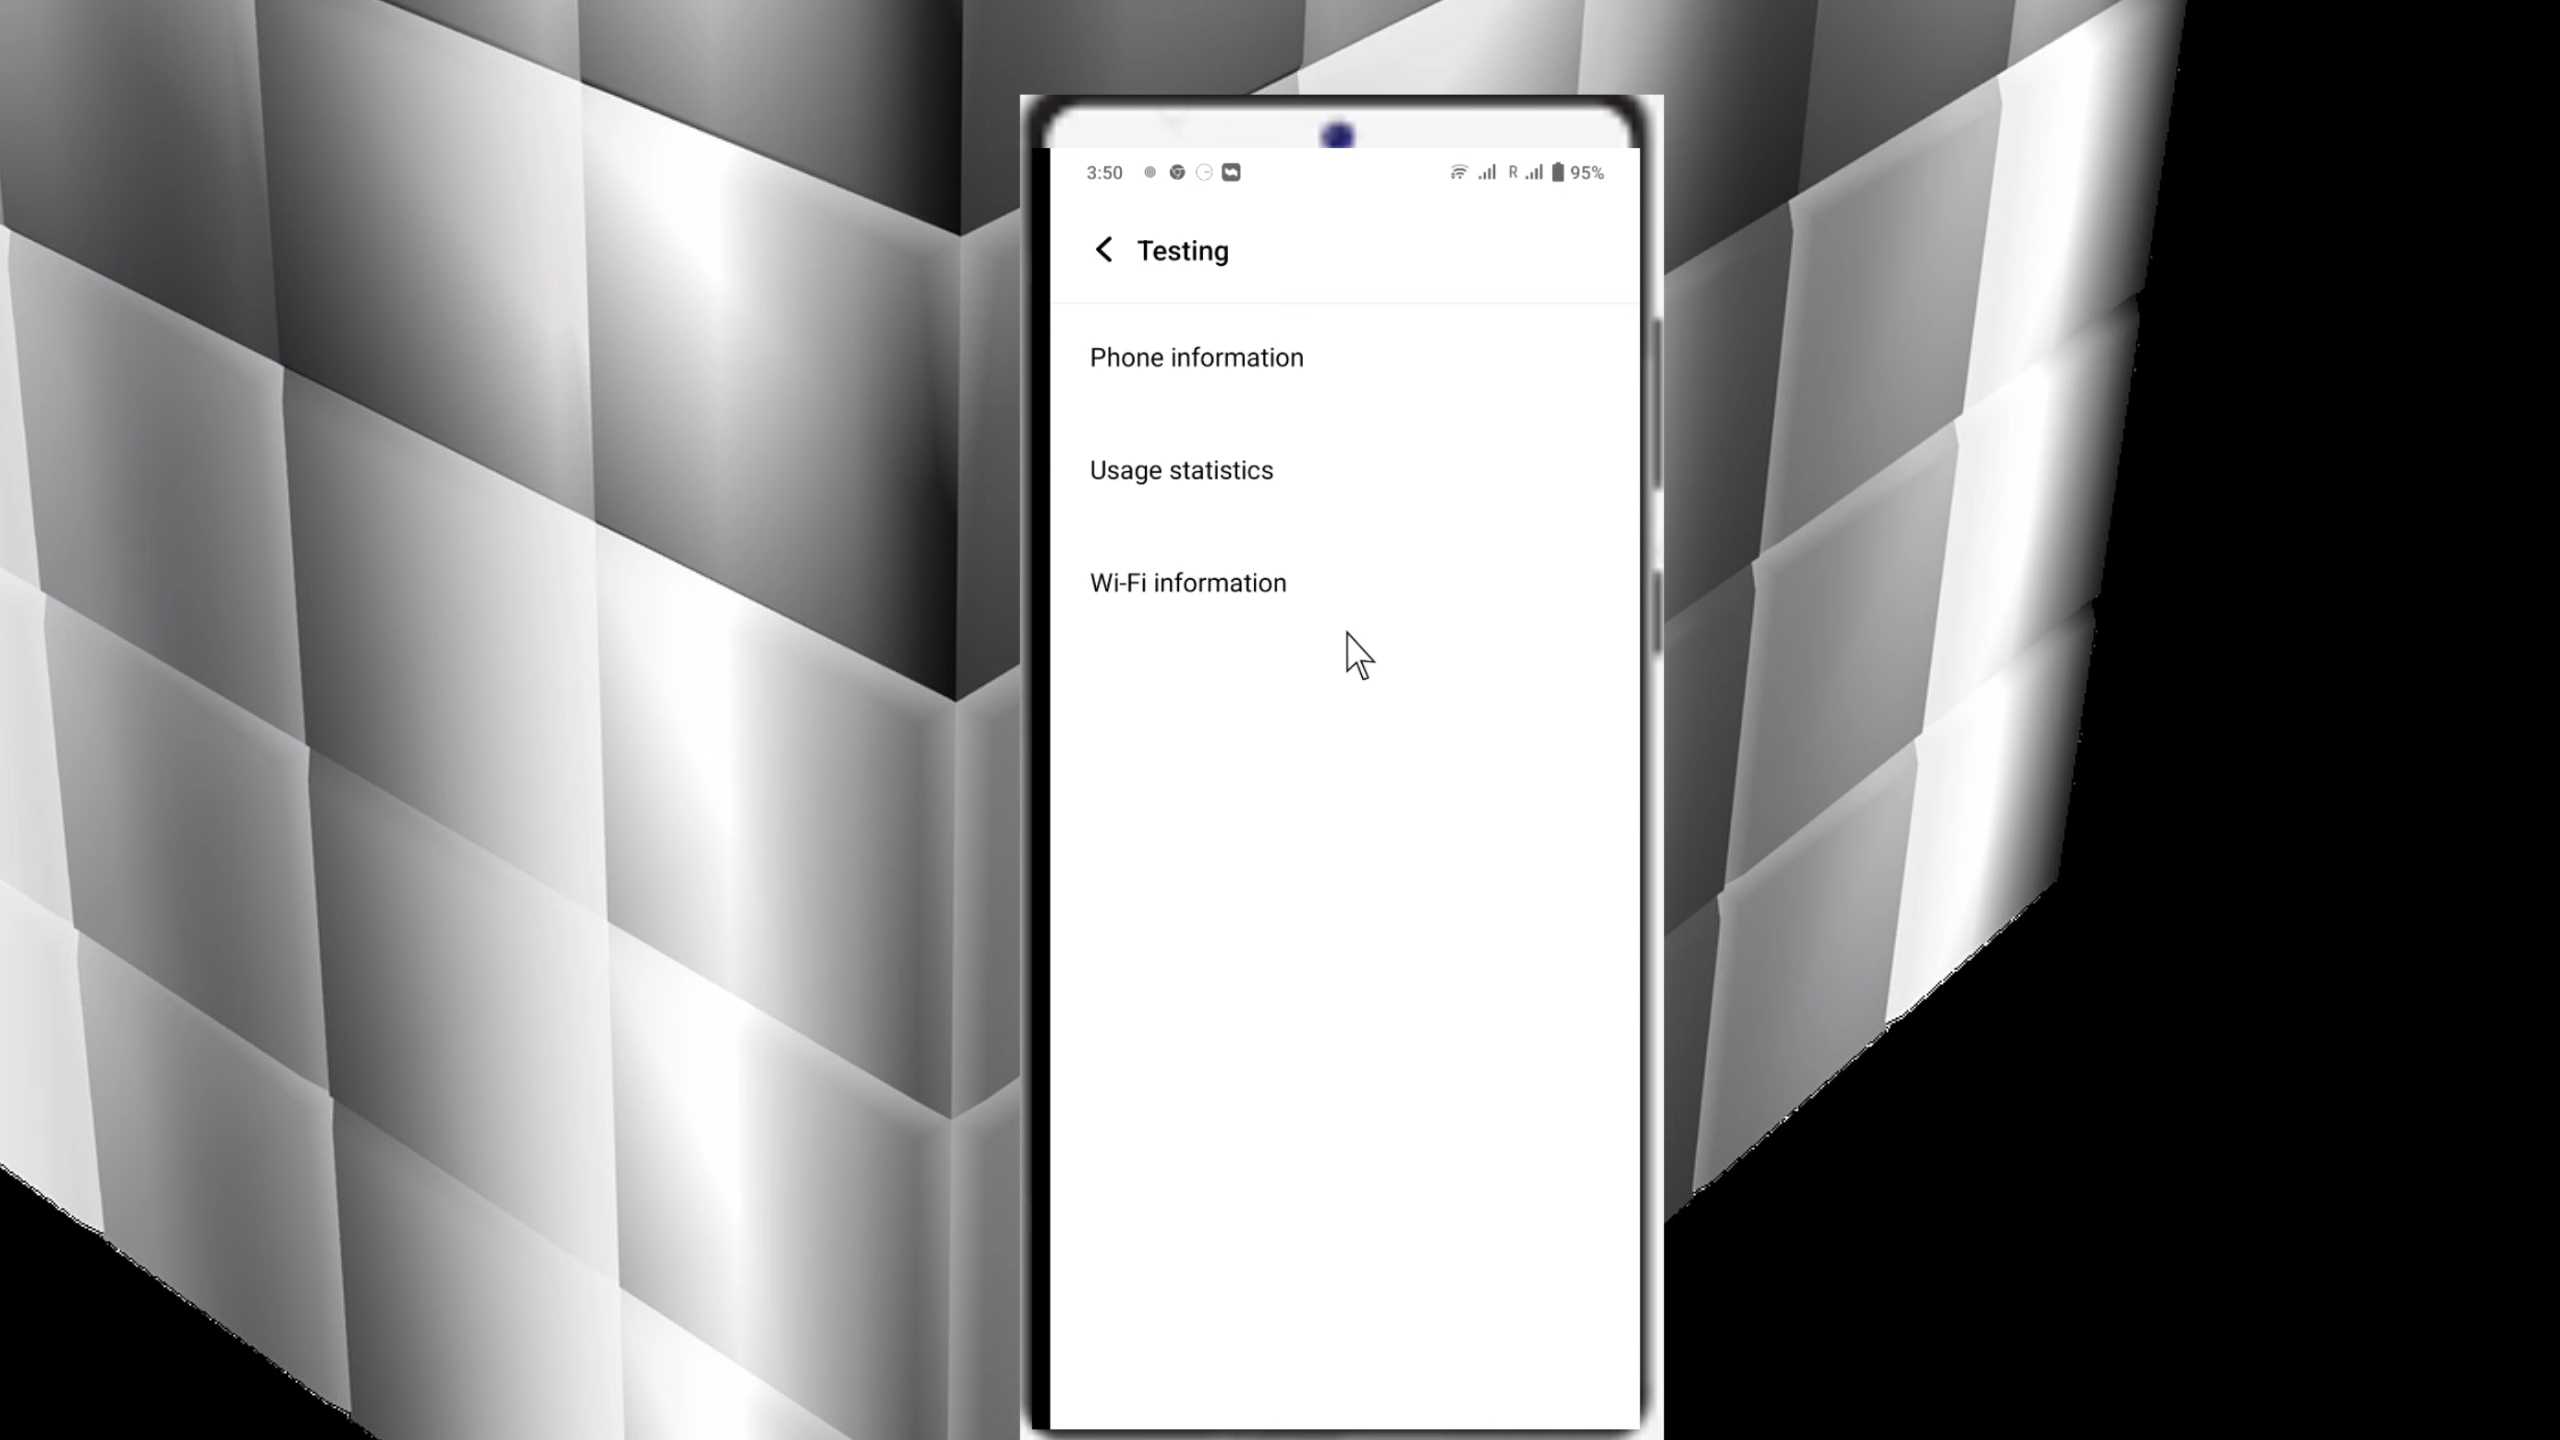 3:50 R 95%
Testing
Phone information
Usage statistics
Wi-Fi information